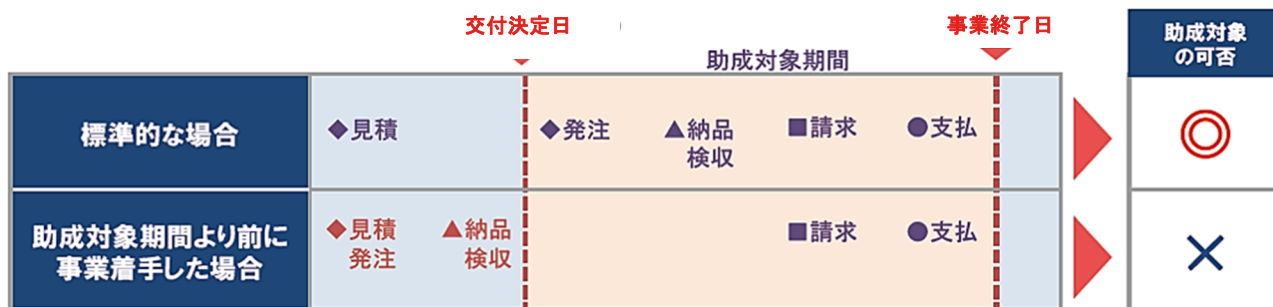 交付決定日
事業終了日
助成対象
の可否
助成対象期間
標準的な場合
◆見積
◆発注
▲納品
検収
■請求
●支払
◎
助成対象期間より前に
事業着手した場合
◆見積
発注
▲納品
検収
■請求
●支払
×